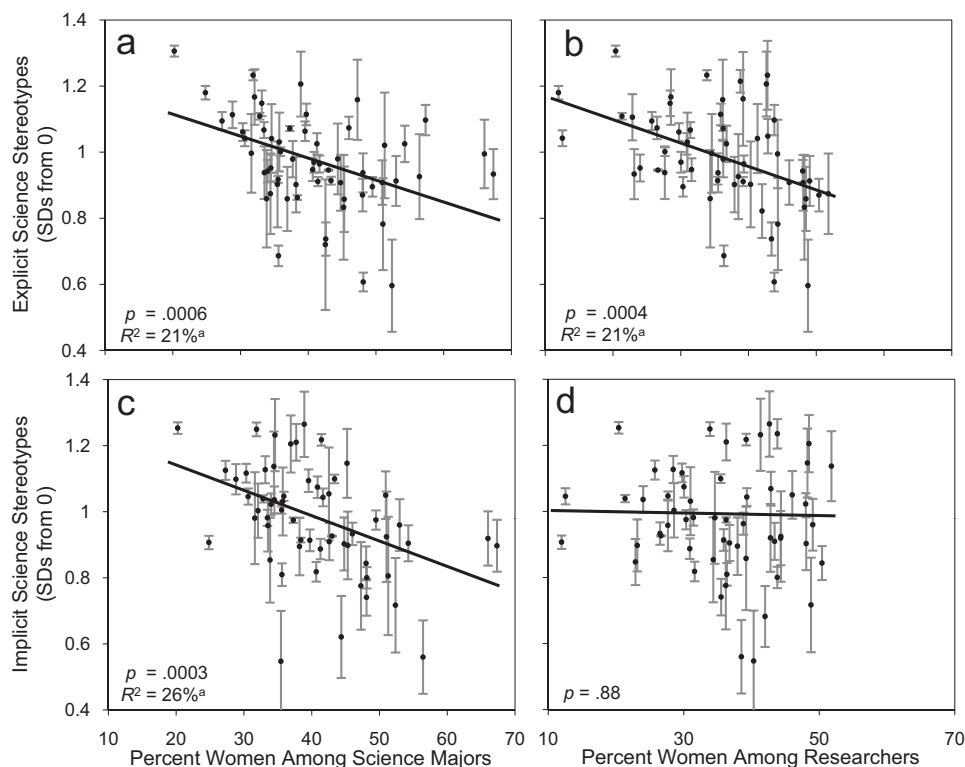 a
b
Explicit Science Stereotypes
(SDs from 0)
1.4
1.2
1
0.8
0.6
0.4
p = .0006
R² = 21%ᵃ
p = .0004
R² = 21%ᵃ
c
d
Implicit Science Stereotypes
(SDs from 0)
1.4
1.2
1
0.8
0.6
0.4
p = .0003
R² = 26%ᵃ
p = .88
10 20 30 40 50 60 70
10 30 50 70
Percent Women Among Science Majors
Percent Women Among Researchers